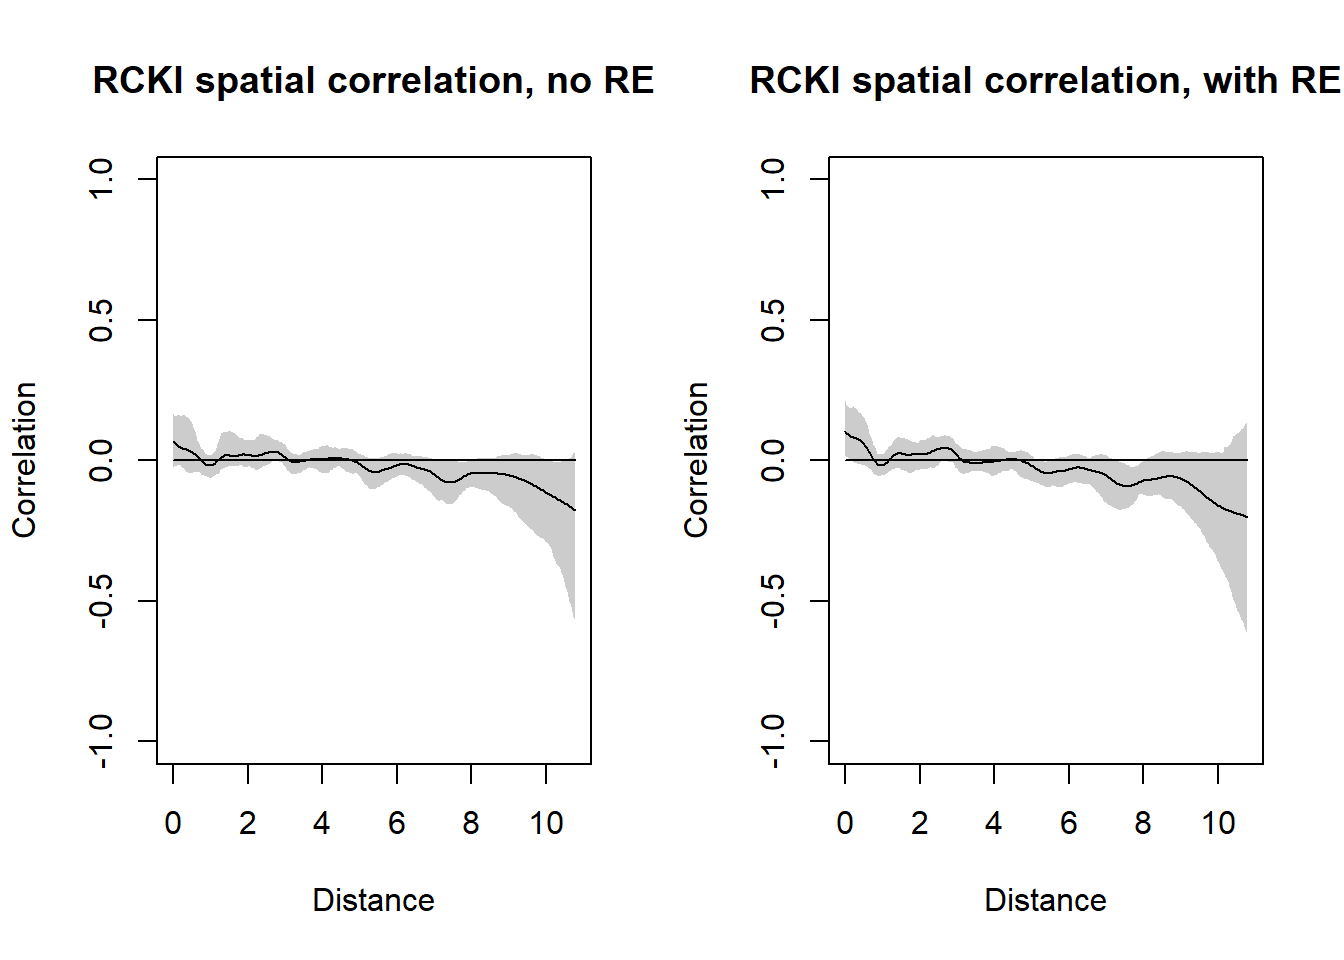 RCKI spatial correlation, no RE
Correlation
1.0
0.5
0.0
-0.5
-1.0
0 2 4 6 8 10
Distance
RCKI spatial correlation, with RE
Correlation
1.0
0.5
0.0
-0.5
-1.0
0 2 4 6 8 10
Distance